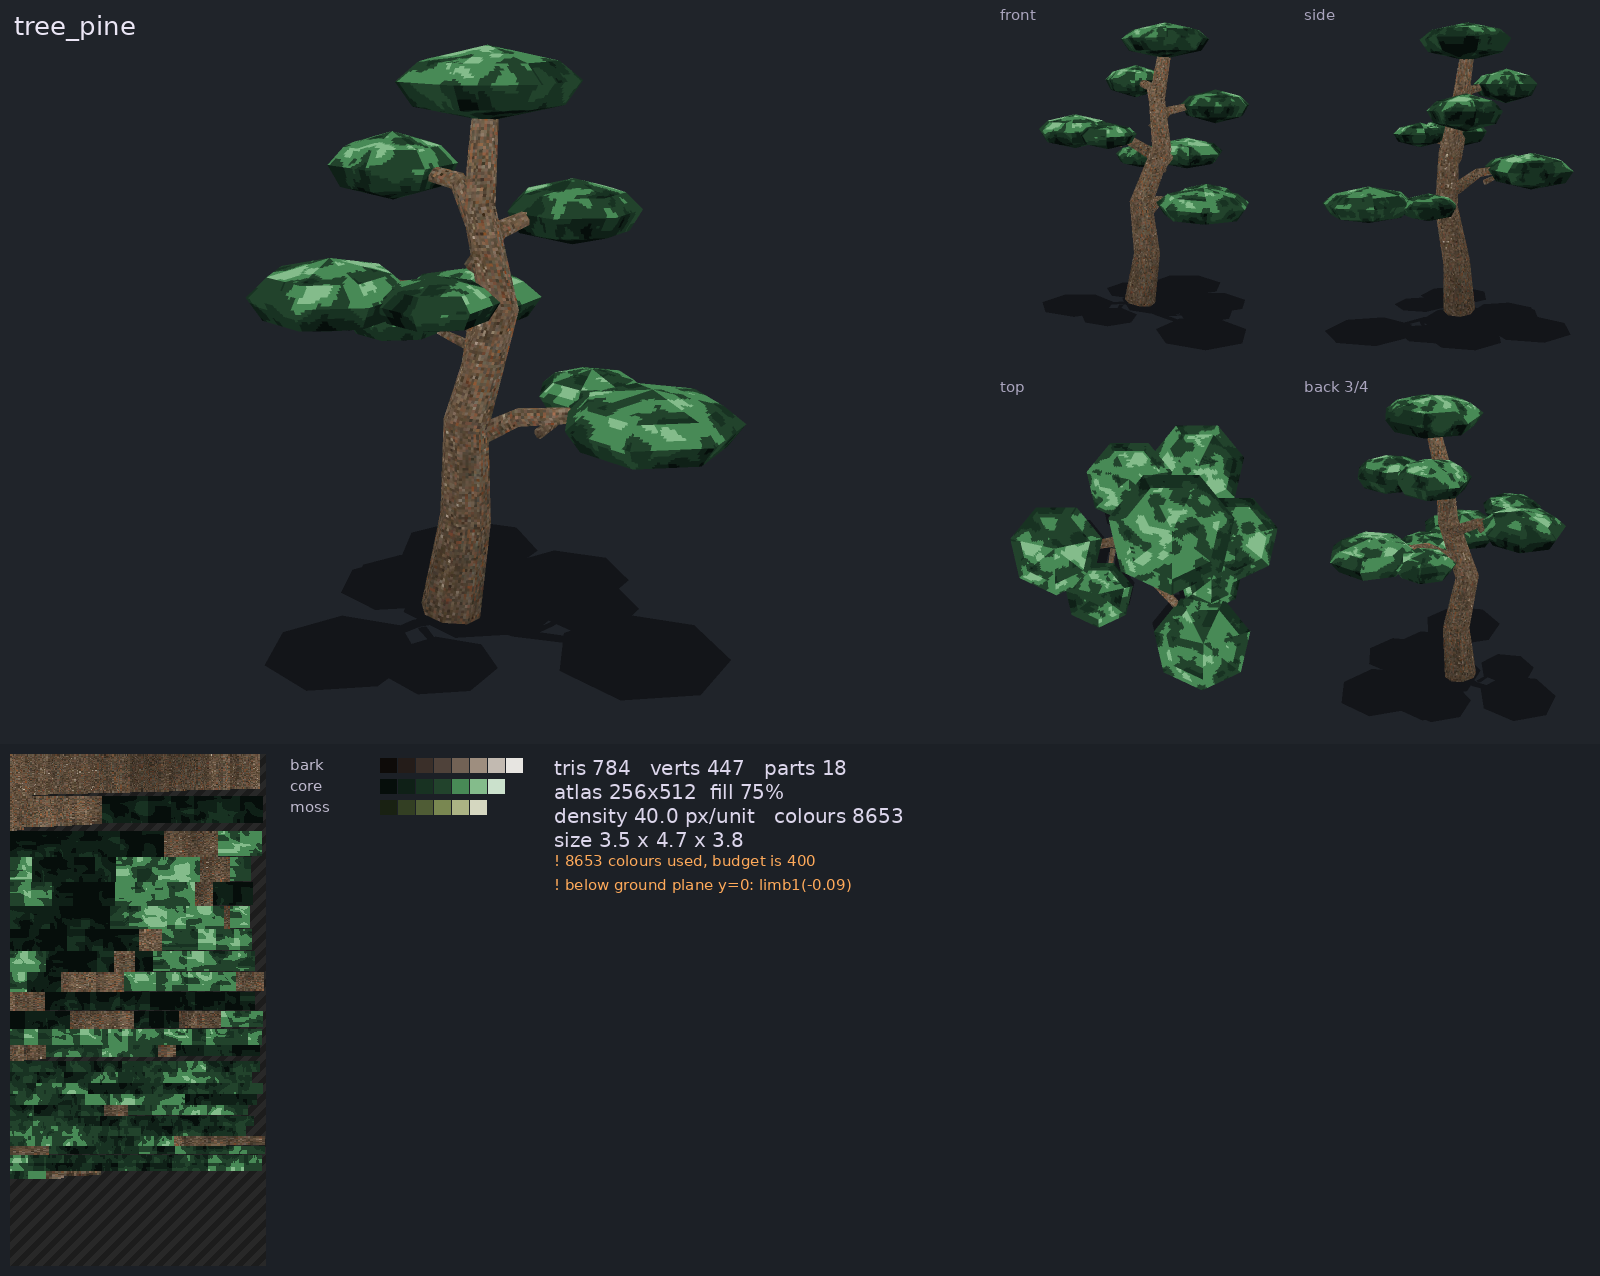 tree_pine
front
side
top
back 3/4
bark
core
moss
tris 784 verts 447 parts 18
atlas 256x512 fill 75%
density 40.0 px/unit colours 8653
size 3.5 x 4.7 x 3.8
! 8653 colours used, budget is 400
! below ground plane y=0: limb1(-0.09)